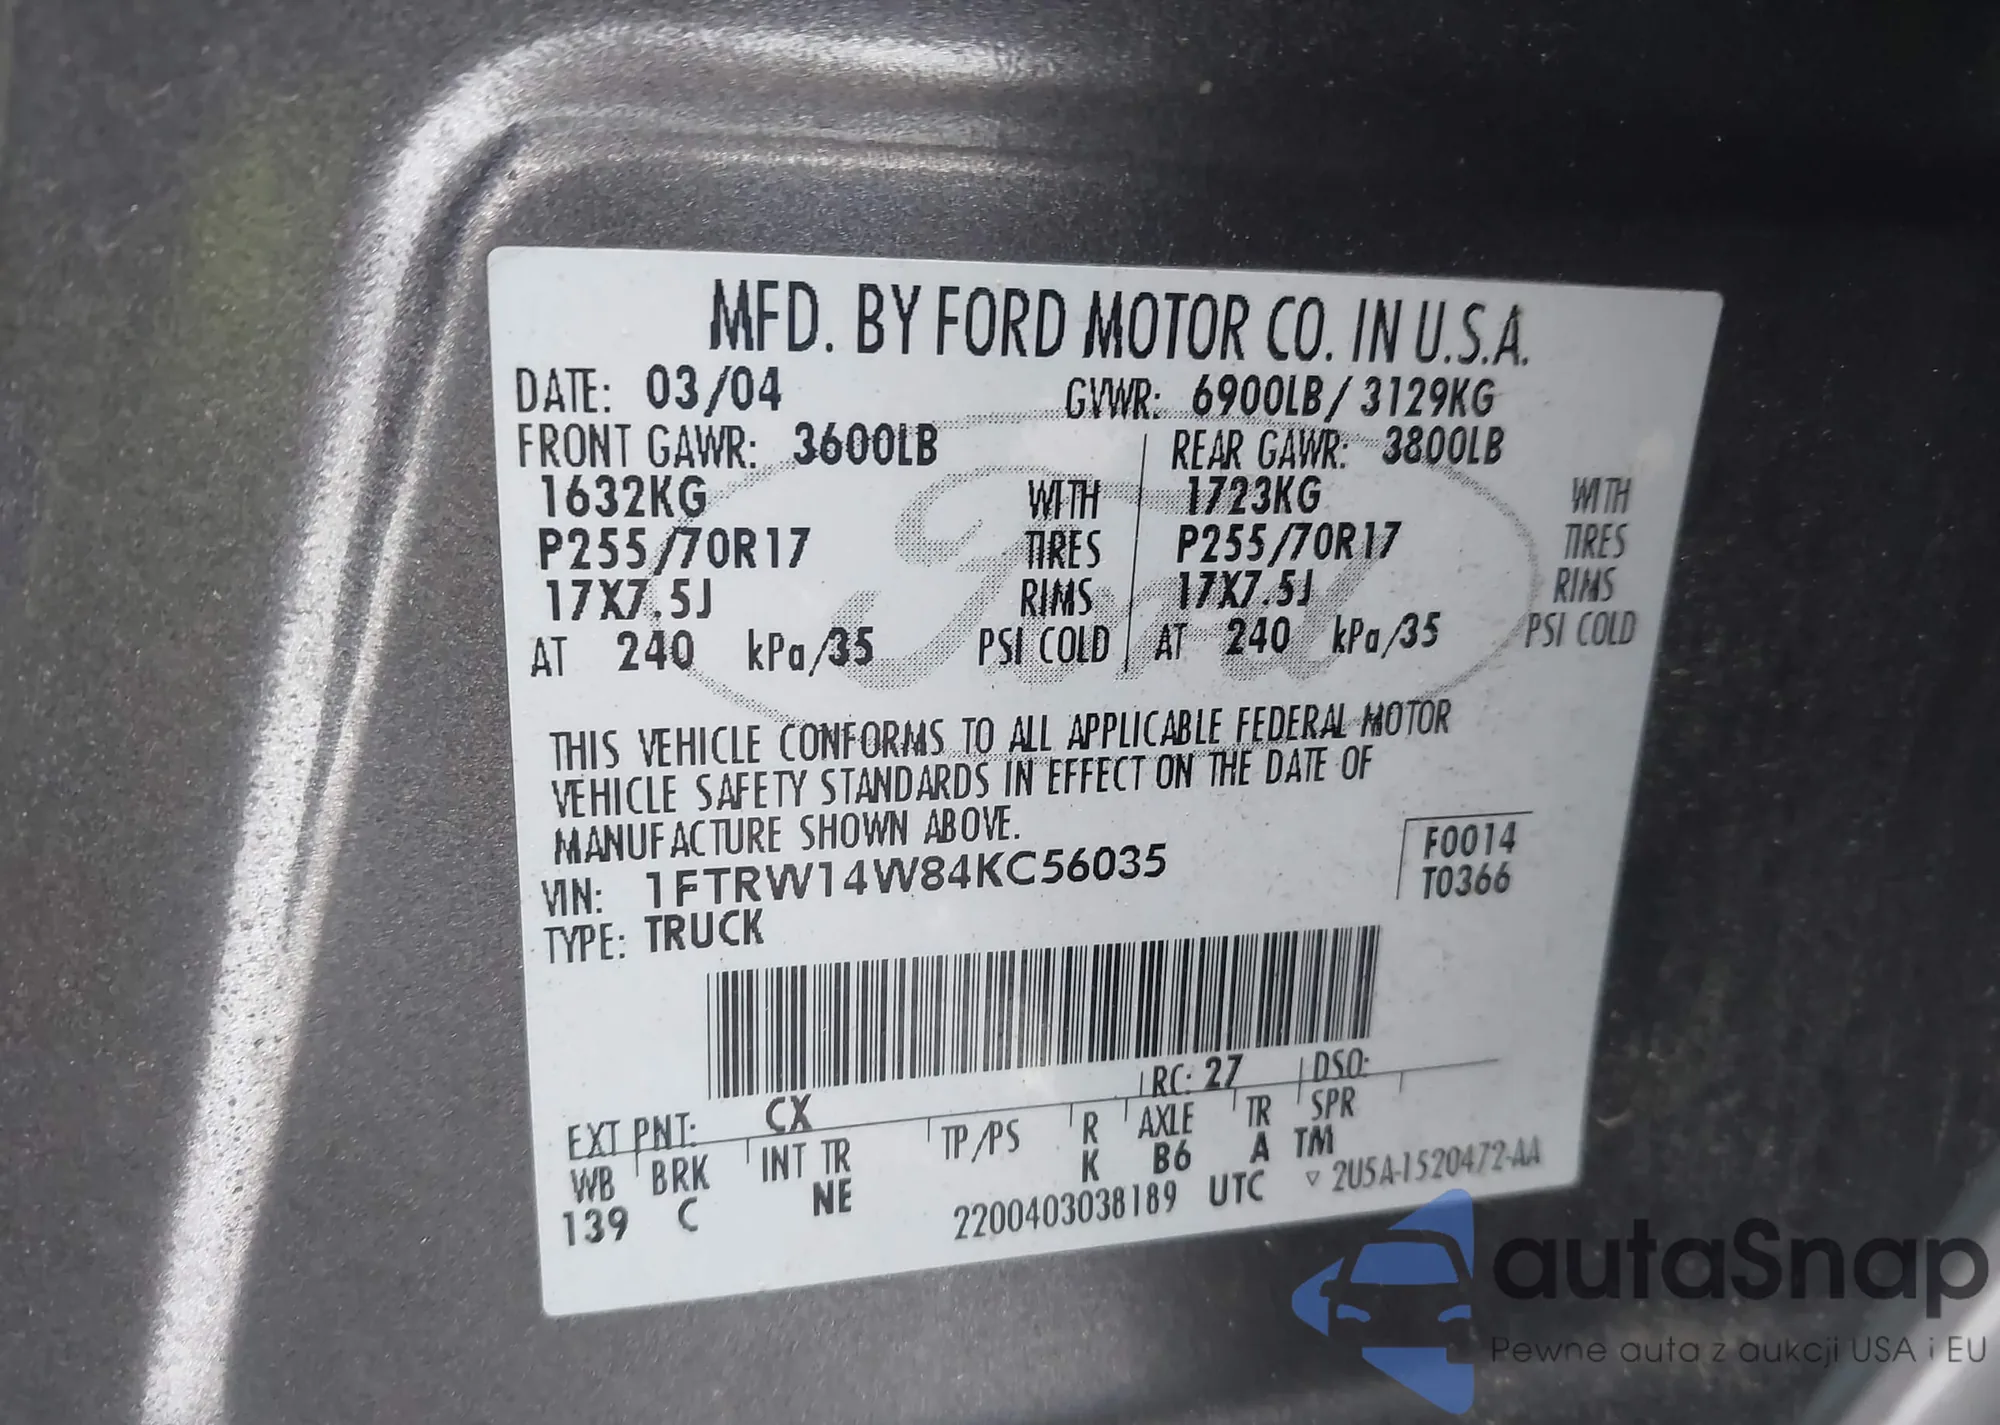 MFD. BY FORD MOTOR CO. IN U.S.A.
DATE: 03/04 GVWR: 6900LB/ 3129KG
FRONT GAWR: 3600LB REAR GAWR: 3800LB
1632KG WITH 1723KG WITH
P255/70R17 TIRES P255/70R17 TIRES
17X7.5J RIMS 17X7.5J RIMS
AT 240 kPa/35 PSI COLD AT 240 kPa/35 PSI COLD
Ford
THIS VEHICLE CONFORMS TO ALL APPLICABLE FEDERAL MOTOR
VEHICLE SAFETY STANDARDS IN EFFECT ON THE DATE OF
MANUFACTURE SHOWN ABOVE.
VIN: 1FTRW14W84KC56035 F0014
TYPE: TRUCK T0366
EXT PNT: CX RC: 27 DSO:
WB BRK INT TR TP/PS R AXLE TR SPR
139 C NE K B6 A TM
2200403038189 UTC ▽ 2U5A-1520472-AA
autaSnap
Pewne auta z aukcji USA i EU